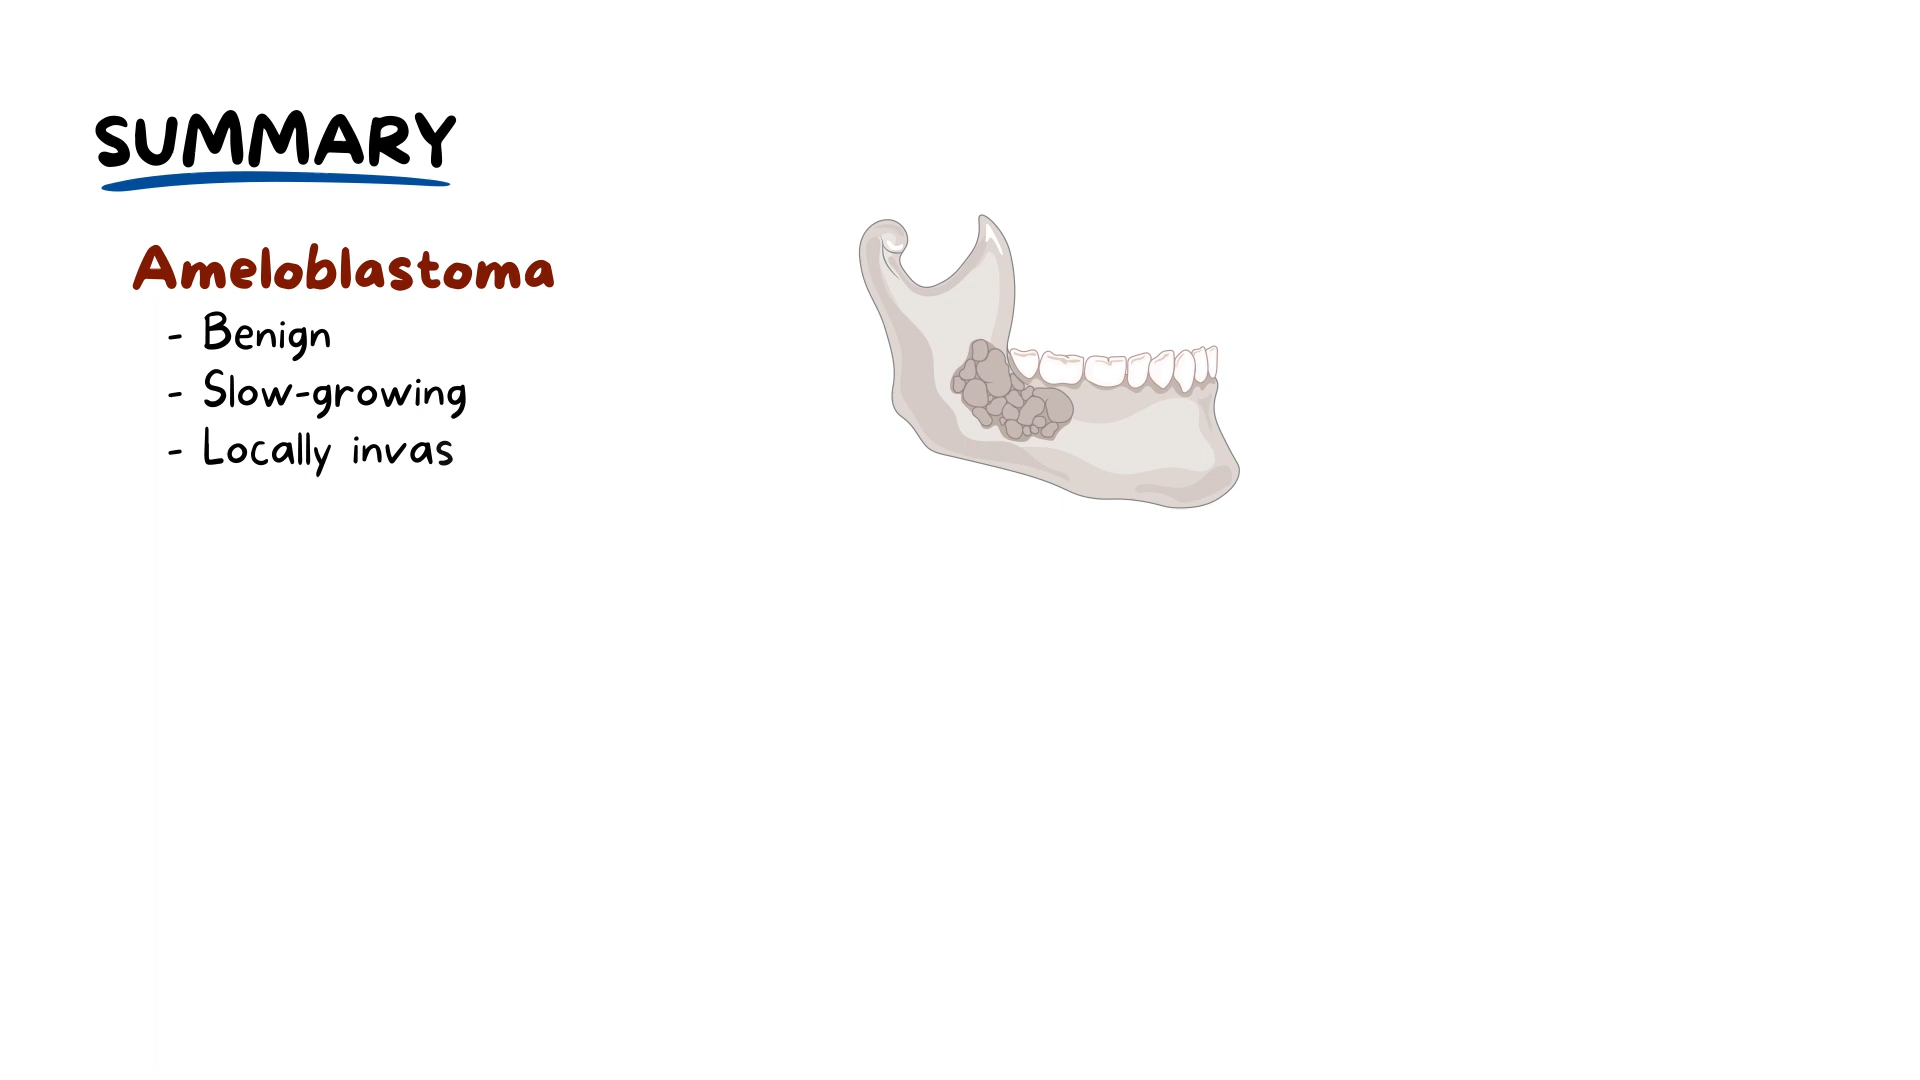 SUMMARY
Ameloblastoma
- Benign
- Slow-growing
- Locally invas